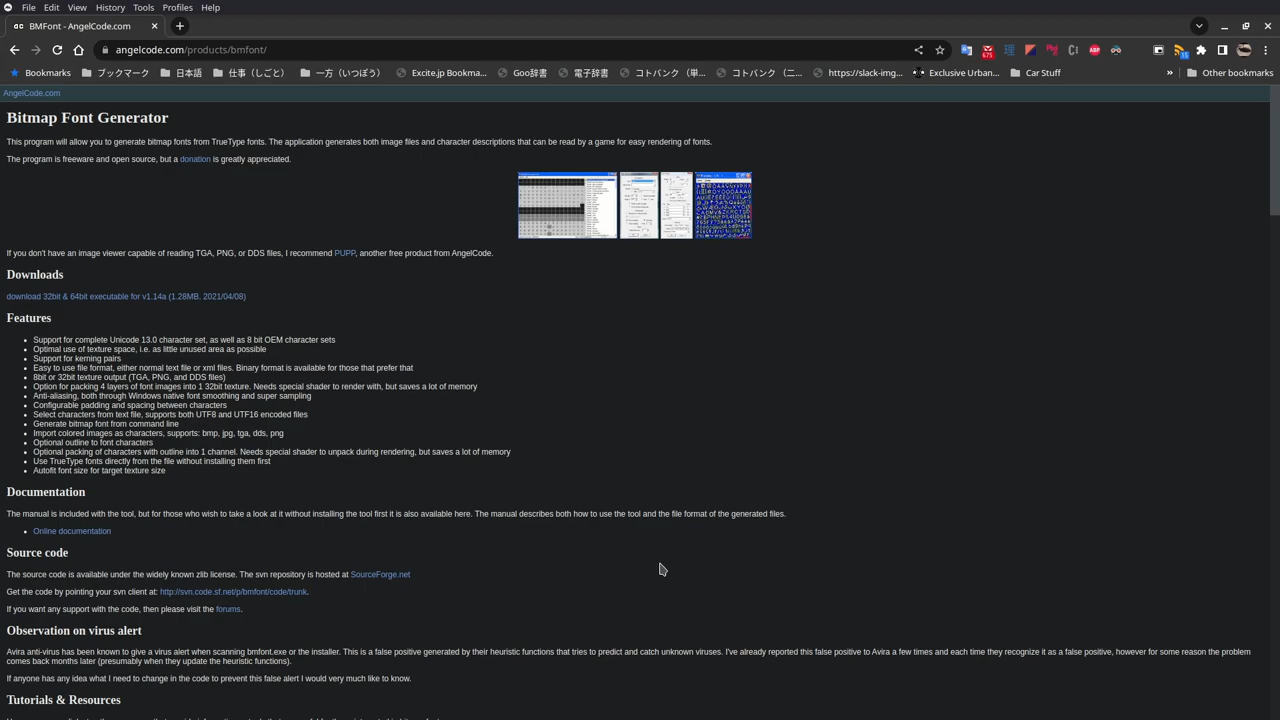 File Edit View History Tools Profiles Help
BMFont - AngelCode.com
angelcode.com/products/bmfont/
675
15
Bookmarks ブックマーク 日本語 仕事（しごと） 一方（いつぽう） Excite.jp Bookma... Goo辞書 電子辞書 コトバンク （単... コトバンク （二... https://slack-img... Exclusive Urban... Car Stuff » Other bookmarks
AngelCode.com
Bitmap Font Generator
This program will allow you to generate bitmap fonts from TrueType fonts. The application generates both image files and character descriptions that can be read by a game for easy rendering of fonts.
The program is freeware and open source, but a donation is greatly appreciated.
If you don't have an image viewer capable of reading TGA, PNG, or DDS files, I recommend PUPP, another free product from AngelCode.
Downloads
download 32bit & 64bit executable for v1.14a (1.28MB, 2021/04/08)
Features
Support for complete Unicode 13.0 character set, as well as 8 bit OEM character sets
Optimal use of texture space, i.e. as little unused area as possible
Support for kerning pairs
Easy to use file format, either normal text file or xml files. Binary format is available for those that prefer that
8bit or 32bit texture output (TGA, PNG, and DDS files)
Option for packing 4 layers of font images into 1 32bit texture. Needs special shader to render with, but saves a lot of memory
Anti-aliasing, both through Windows native font smoothing and super sampling
Configurable padding and spacing between characters
Select characters from text file, supports both UTF8 and UTF16 encoded files
Generate bitmap font from command line
Import colored images as characters, supports: bmp, jpg, tga, dds, png
Optional outline to font characters
Optional packing of characters with outline into 1 channel. Needs special shader to unpack during rendering, but saves a lot of memory
Use TrueType fonts directly from the file without installing them first
Autofit font size for target texture size
Documentation
The manual is included with the tool, but for those who wish to take a look at it without installing the tool first it is also available here. The manual describes both how to use the tool and the file format of the generated files.
Online documentation
Source code
The source code is available under the widely known zlib license. The svn repository is hosted at SourceForge.net
Get the code by pointing your svn client at: http://svn.code.sf.net/p/bmfont/code/trunk.
If you want any support with the code, then please visit the forums.
Observation on virus alert
Avira anti-virus has been known to give a virus alert when scanning bmfont.exe or the installer. This is a false positive generated by their heuristic functions that tries to predict and catch unknown viruses. I've already reported this false positive to Avira a few times and each time they recognize it as a false positive, however for some reason the problem
comes back months later (presumably when they update the heuristic functions).
If anyone has any idea what I need to change in the code to prevent this false alert I would very much like to know.
Tutorials & Resources